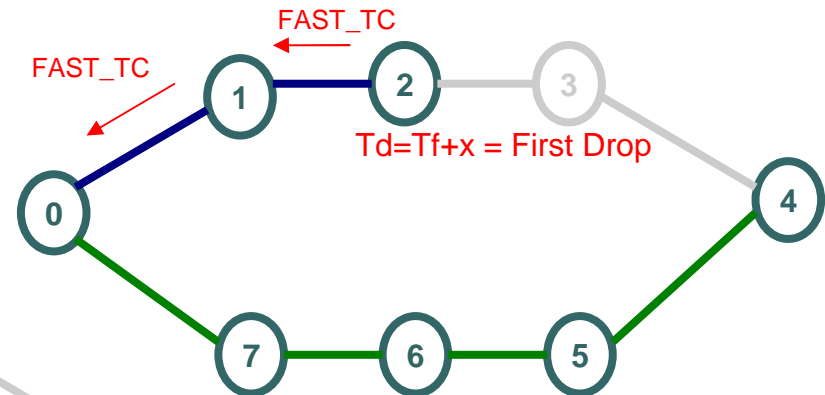 FAST_TC
FAST_TC
1
2
3
Td=Tf+x = First Drop
0
4
7
6
5